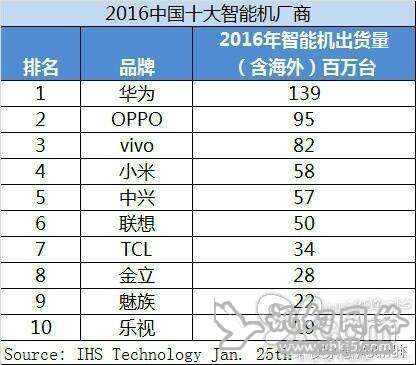 2016中国十大智能机厂商
排名 品牌 2016年智能机出货量
（含海外）百万台
1 华为 139
2 OPPO 95
3 vivo 82
4 小米 58
5 中兴 57
6 联想 50
7 TCL 34
8 金立 28
9 魅族 22
10 乐视 19
Source: IHS Technology Jan. 25th